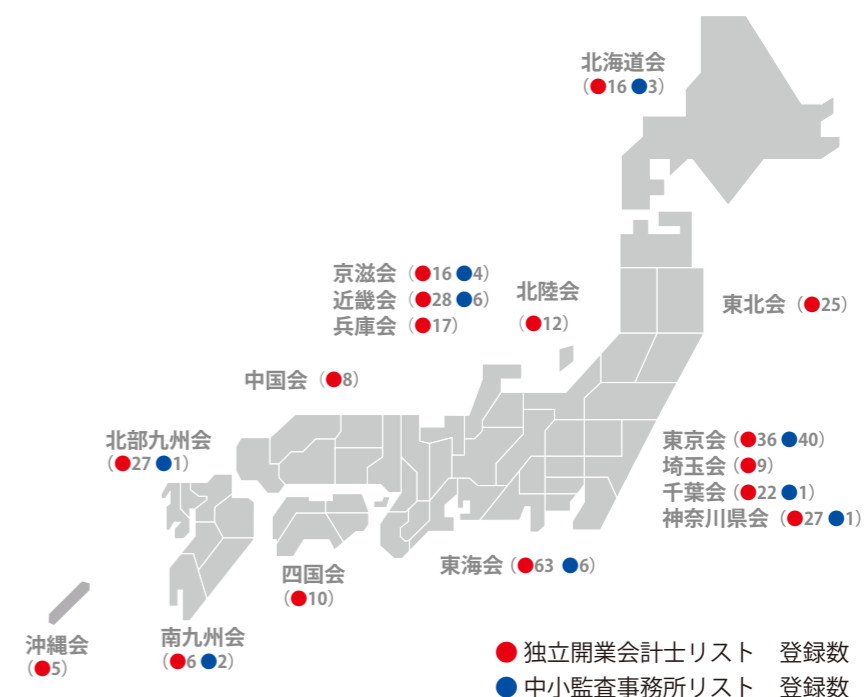 北海道会
(●16 ●3)
京滋会 (●16 ●4)
近畿会 (●28 ●6)
兵庫会 (●17)
北陸会
(●12)
東北会 (●25)
中国会 (●8)
北部九州会
(●27 ●1)
東京会 (●36 ●40)
埼玉会 (●9)
千葉会 (●22 ●1)
神奈川県会 (●27 ●1)
東海会 (●63 ●6)
四国会
(●10)
沖縄会
(●5)
南九州会
(●6 ●2)
●独立開業会計士リスト 登録数
●中小監査事務所リスト 登録数